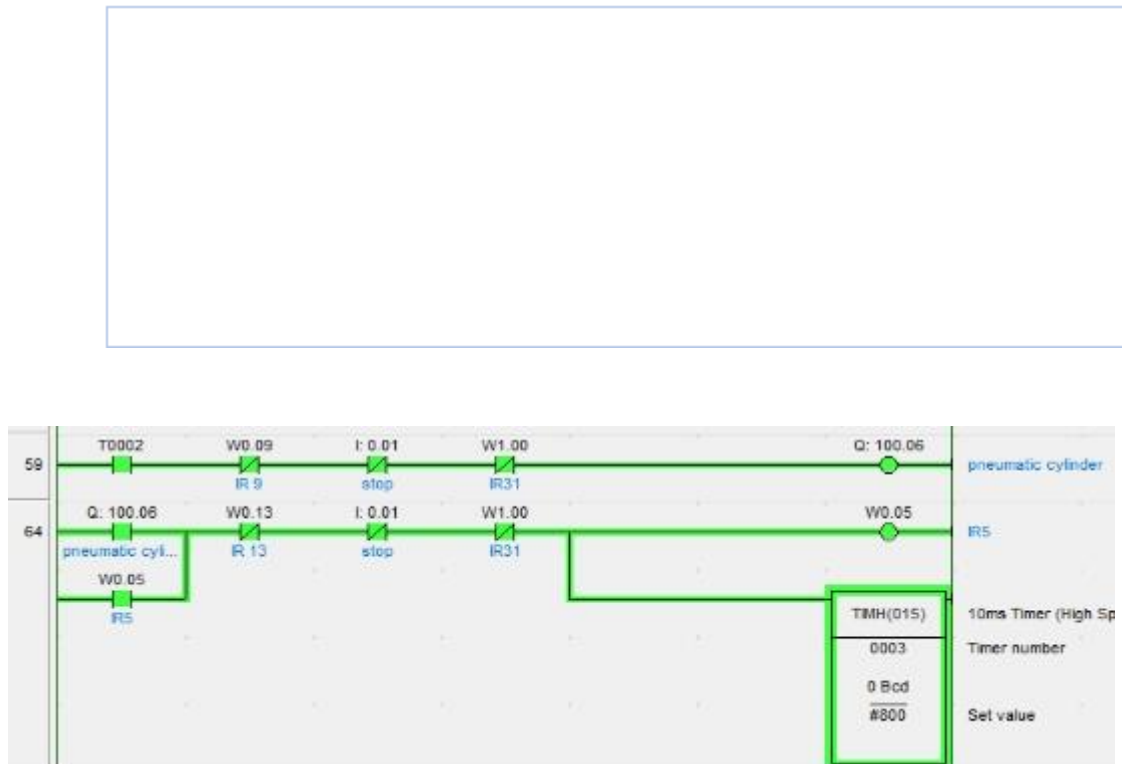 T0002 W0.09 I: 0.01 W1.00 Q: 100.06
59 pneumatic cylinder
IR 9 stop IR31
Q: 100.06 W0.13 I: 0.01 W1.00 W0.05
64 IR5
pneumatic cyli... IR 13 stop IR31
W0.05
IR5
TIMH(015) 10ms Timer (High Sp
0003 Timer number
0 Bcd
#800 Set value